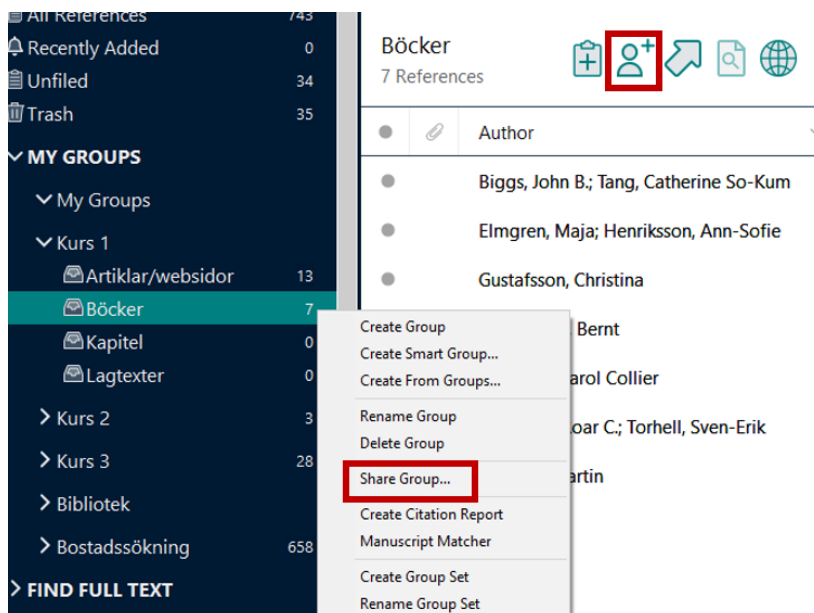 All References 743
Recently Added 0
Unfiled 34
Trash 35
MY GROUPS
My Groups
Kurs 1
Artiklar/websidor 13
Böcker 7
Kapitel 0
Lagtexter 0
Kurs 2 3
Kurs 3 28
Bibliotek
Bostadssökning 658
FIND FULL TEXT
Böcker
7 References
Author
Biggs, John B.; Tang, Catherine So-Kum
Elmgren, Maja; Henriksson, Ann-Sofie
Gustafsson, Christina
Bernt
arol Collier
oar C.; Torhell, Sven-Erik
artin
Create Group
Create Smart Group...
Create From Groups...
Rename Group
Delete Group
Share Group...
Create Citation Report
Manuscript Matcher
Create Group Set
Rename Group Set